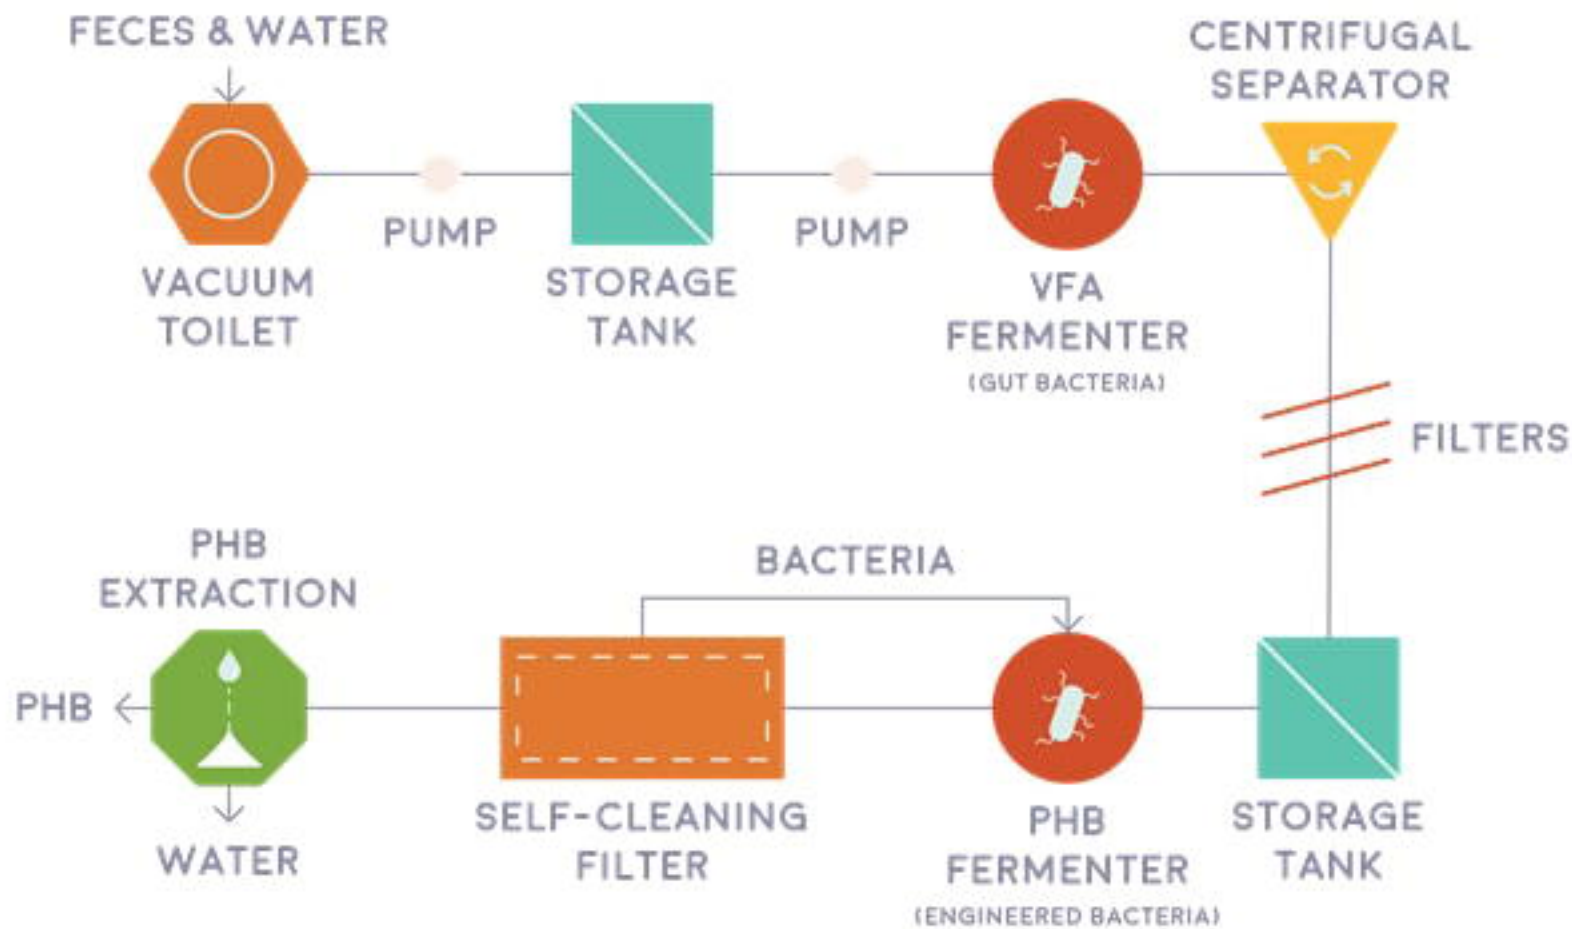 FECES & WATER
CENTRIFUGAL
SEPARATOR
PUMP
PUMP
VACUUM
TOILET
STORAGE
TANK
VFA
FERMENTER
(GUT BACTERIA)
FILTERS
PHB
EXTRACTION
BACTERIA
PHB
WATER
SELF-CLEANING
FILTER
PHB
FERMENTER
(ENGINEERED BACTERIA)
STORAGE
TANK